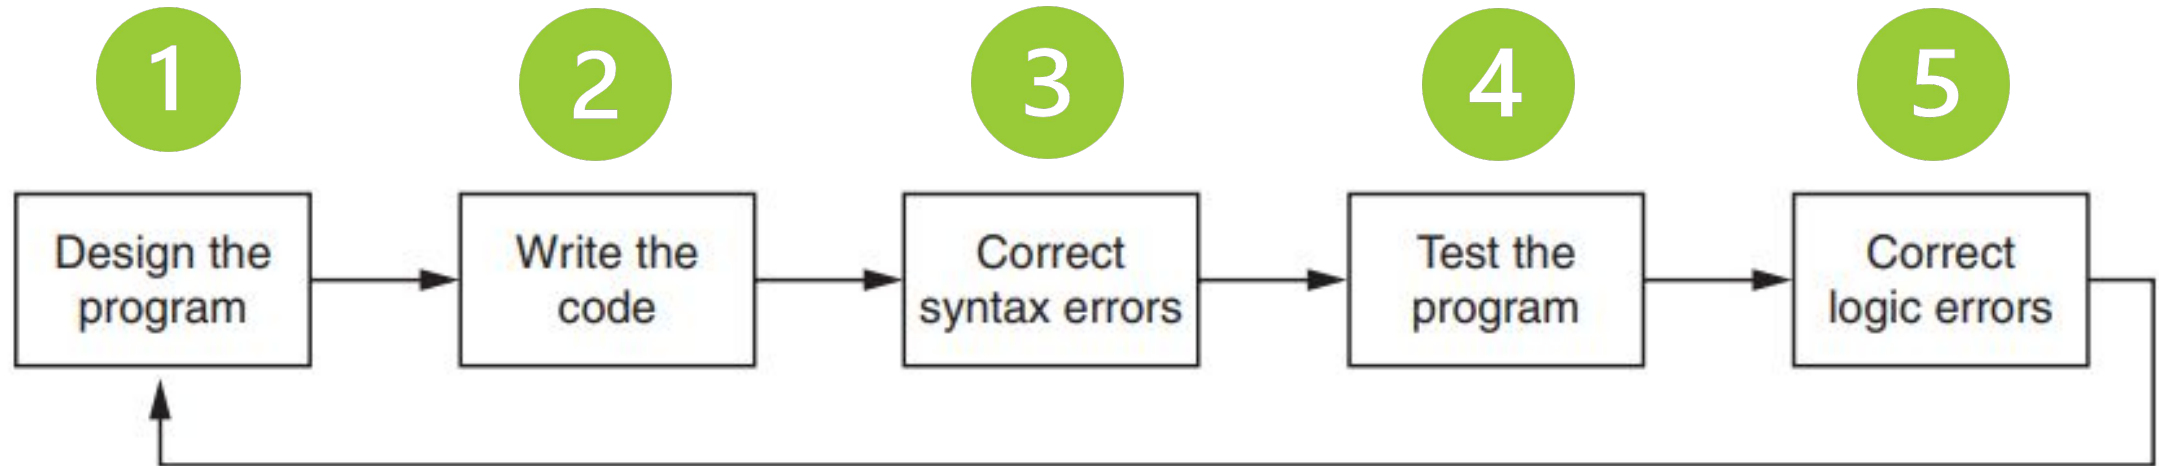 1
2
3
4
5
Design the
program
Write the
code
Correct
syntax errors
Test the
program
Correct
logic errors